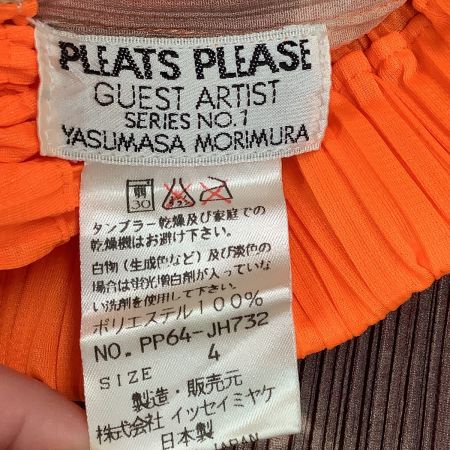 PLEATS PLEASE
GUEST ARTIST
SERIES NO.1
YASUMASA MORIMURA
弱
30
4
タンブラー乾燥及び家庭での
乾燥機はお避け下さい。
白物(生成色など)及び淡色の
場合は蛍光増白剤が入っていな
い洗剤を使用して下さい。
ポリエステル100%
NO. PP64-JH732
SIZE 4
製造・販売元
株式会社 イッセイミヤケ
日本製
JAPAN